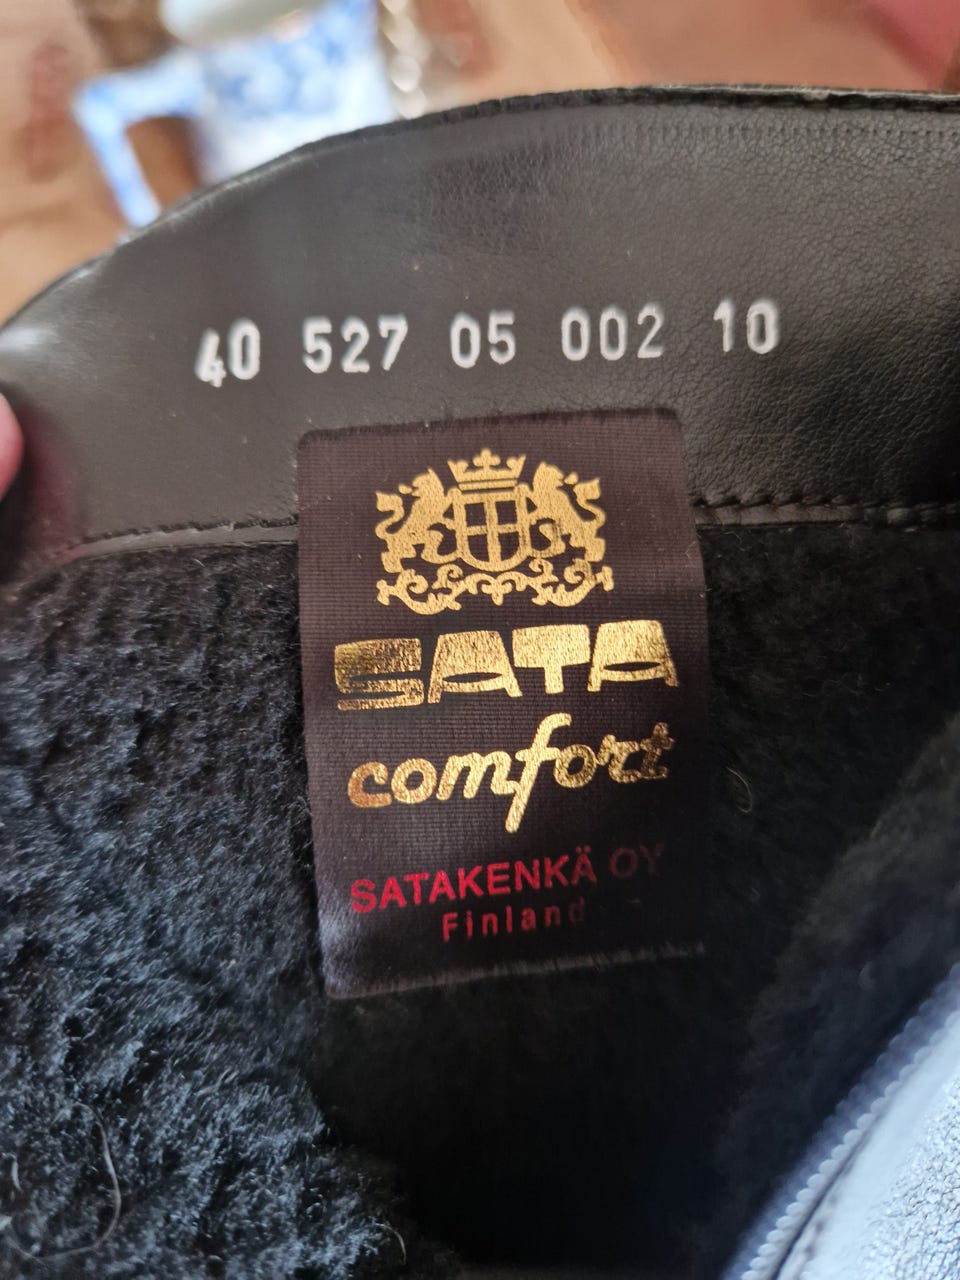 40 527 05 002 10
SATA
comfort
SATAKENKÄ OY
Finland